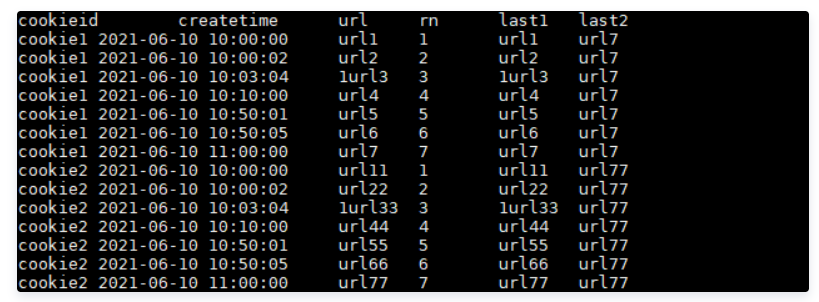 cookieid createtime url rn last1 last2
cookie1 2021-06-10 10:00:00 url1 1 url1 url7
cookie1 2021-06-10 10:00:02 url2 2 url2 url7
cookie1 2021-06-10 10:03:04 1url3 3 1url3 url7
cookie1 2021-06-10 10:10:00 url4 4 url4 url7
cookie1 2021-06-10 10:50:01 url5 5 url5 url7
cookie1 2021-06-10 10:50:05 url6 6 url6 url7
cookie1 2021-06-10 11:00:00 url7 7 url7 url7
cookie2 2021-06-10 10:00:00 url11 1 url11 url77
cookie2 2021-06-10 10:00:02 url22 2 url22 url77
cookie2 2021-06-10 10:03:04 1url33 3 1url33 url77
cookie2 2021-06-10 10:10:00 url44 4 url44 url77
cookie2 2021-06-10 10:50:01 url55 5 url55 url77
cookie2 2021-06-10 10:50:05 url66 6 url66 url77
cookie2 2021-06-10 11:00:00 url77 7 url77 url77